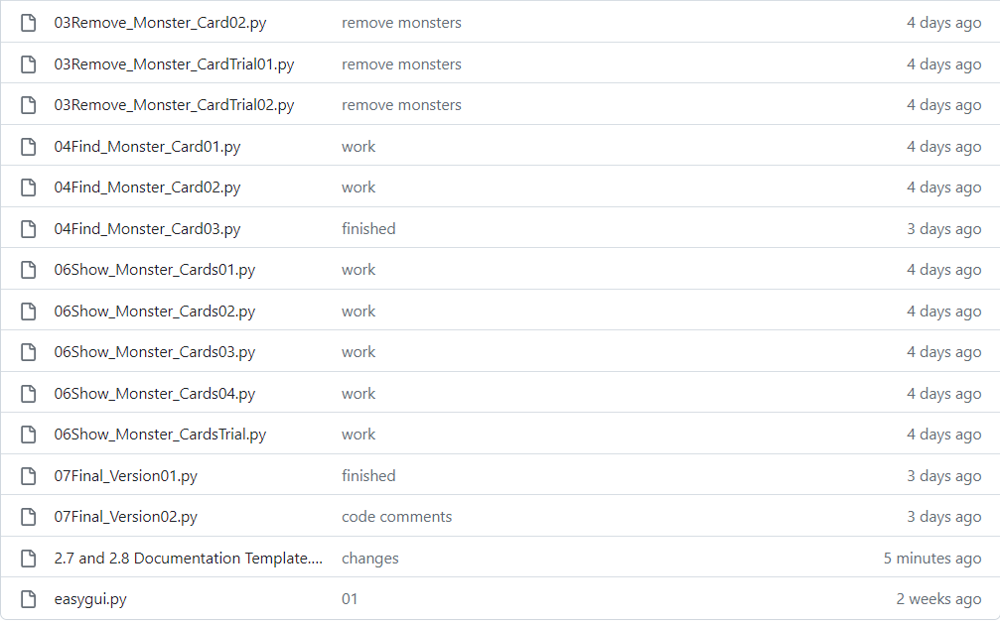 03Remove_Monster_Card02.py remove monsters 4 days ago
03Remove_Monster_CardTrial01.py remove monsters 4 days ago
03Remove_Monster_CardTrial02.py remove monsters 4 days ago
04Find_Monster_Card01.py work 4 days ago
04Find_Monster_Card02.py work 4 days ago
04Find_Monster_Card03.py finished 3 days ago
06Show_Monster_Cards01.py work 4 days ago
06Show_Monster_Cards02.py work 4 days ago
06Show_Monster_Cards03.py work 4 days ago
06Show_Monster_Cards04.py work 4 days ago
06Show_Monster_CardsTrial.py work 4 days ago
07Final_Version01.py finished 3 days ago
07Final_Version02.py code comments 3 days ago
2.7 and 2.8 Documentation Template.... changes 5 minutes ago
easygui.py 01 2 weeks ago